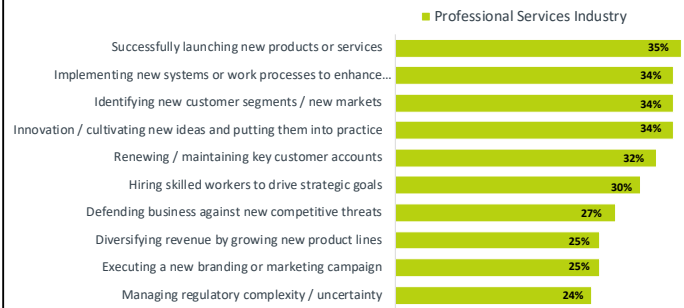 Professional Services Industry
Successfully launching new products or services 35%
Implementing new systems or work processes to enhance... 34%
Identifying new customer segments / new markets 34%
Innovation / cultivating new ideas and putting them into practice 34%
Renewing / maintaining key customer accounts 32%
Hiring skilled workers to drive strategic goals 30%
Defending business against new competitive threats 27%
Diversifying revenue by growing new product lines 25%
Executing a new branding or marketing campaign 25%
Managing regulatory complexity / uncertainty 24%